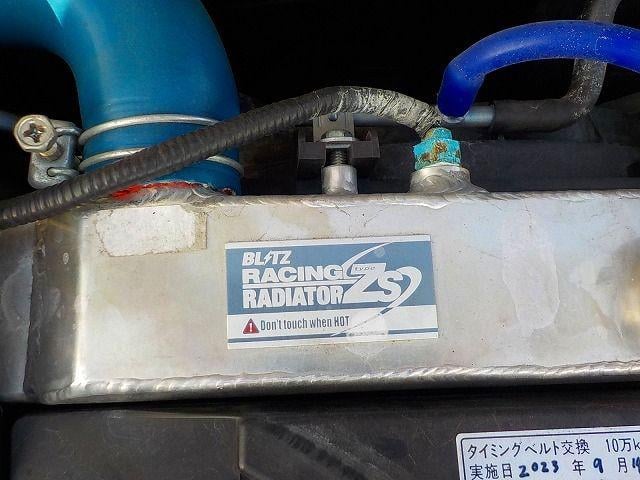 BLITZ
RACING
type
ZS
RADIATOR
Don't touch when HOT
タイミングベルト交換 10万k
実施日 2023 年 9 月